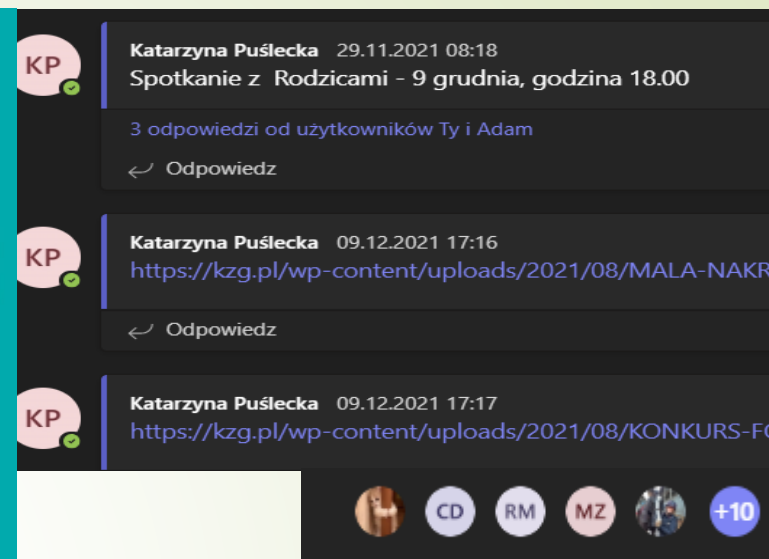 KP
Katarzyna Puślecka 29.11.2021 08:18
Spotkanie z Rodzicami - 9 grudnia, godzina 18.00
3 odpowiedzi od użytkowników Ty i Adam
Odpowiedz
KP
Katarzyna Puślecka 09.12.2021 17:16
https://kzg.pl/wp-content/uploads/2021/08/MALA-NAKR
Odpowiedz
KP
Katarzyna Puślecka 09.12.2021 17:17
https://kzg.pl/wp-content/uploads/2021/08/KONKURS-FO
CD RM MZ +10